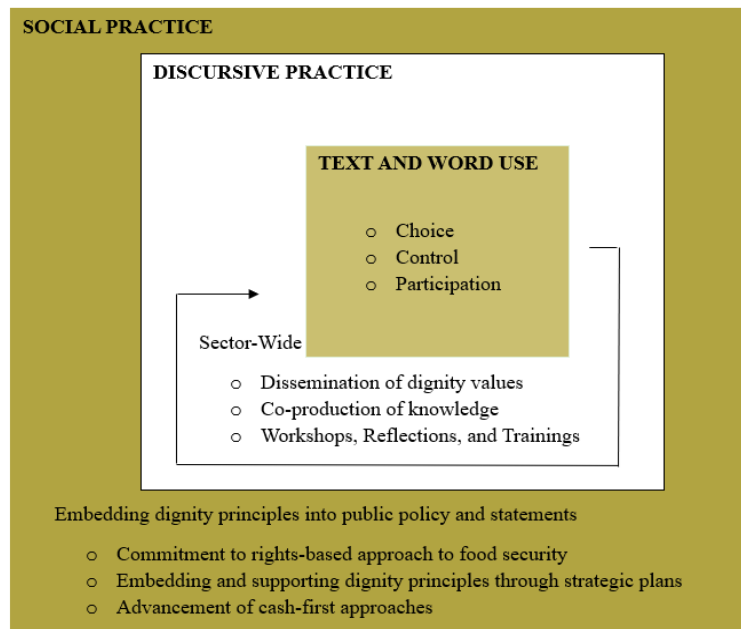 SOCIAL PRACTICE
DISCURSIVE PRACTICE
TEXT AND WORD USE
o Choice
o Control
o Participation
Sector-Wide
o Dissemination of dignity values
o Co-production of knowledge
o Workshops, Reflections, and Trainings
Embedding dignity principles into public policy and statements
o Commitment to rights-based approach to food security
o Embedding and supporting dignity principles through strategic plans
o Advancement of cash-first approaches